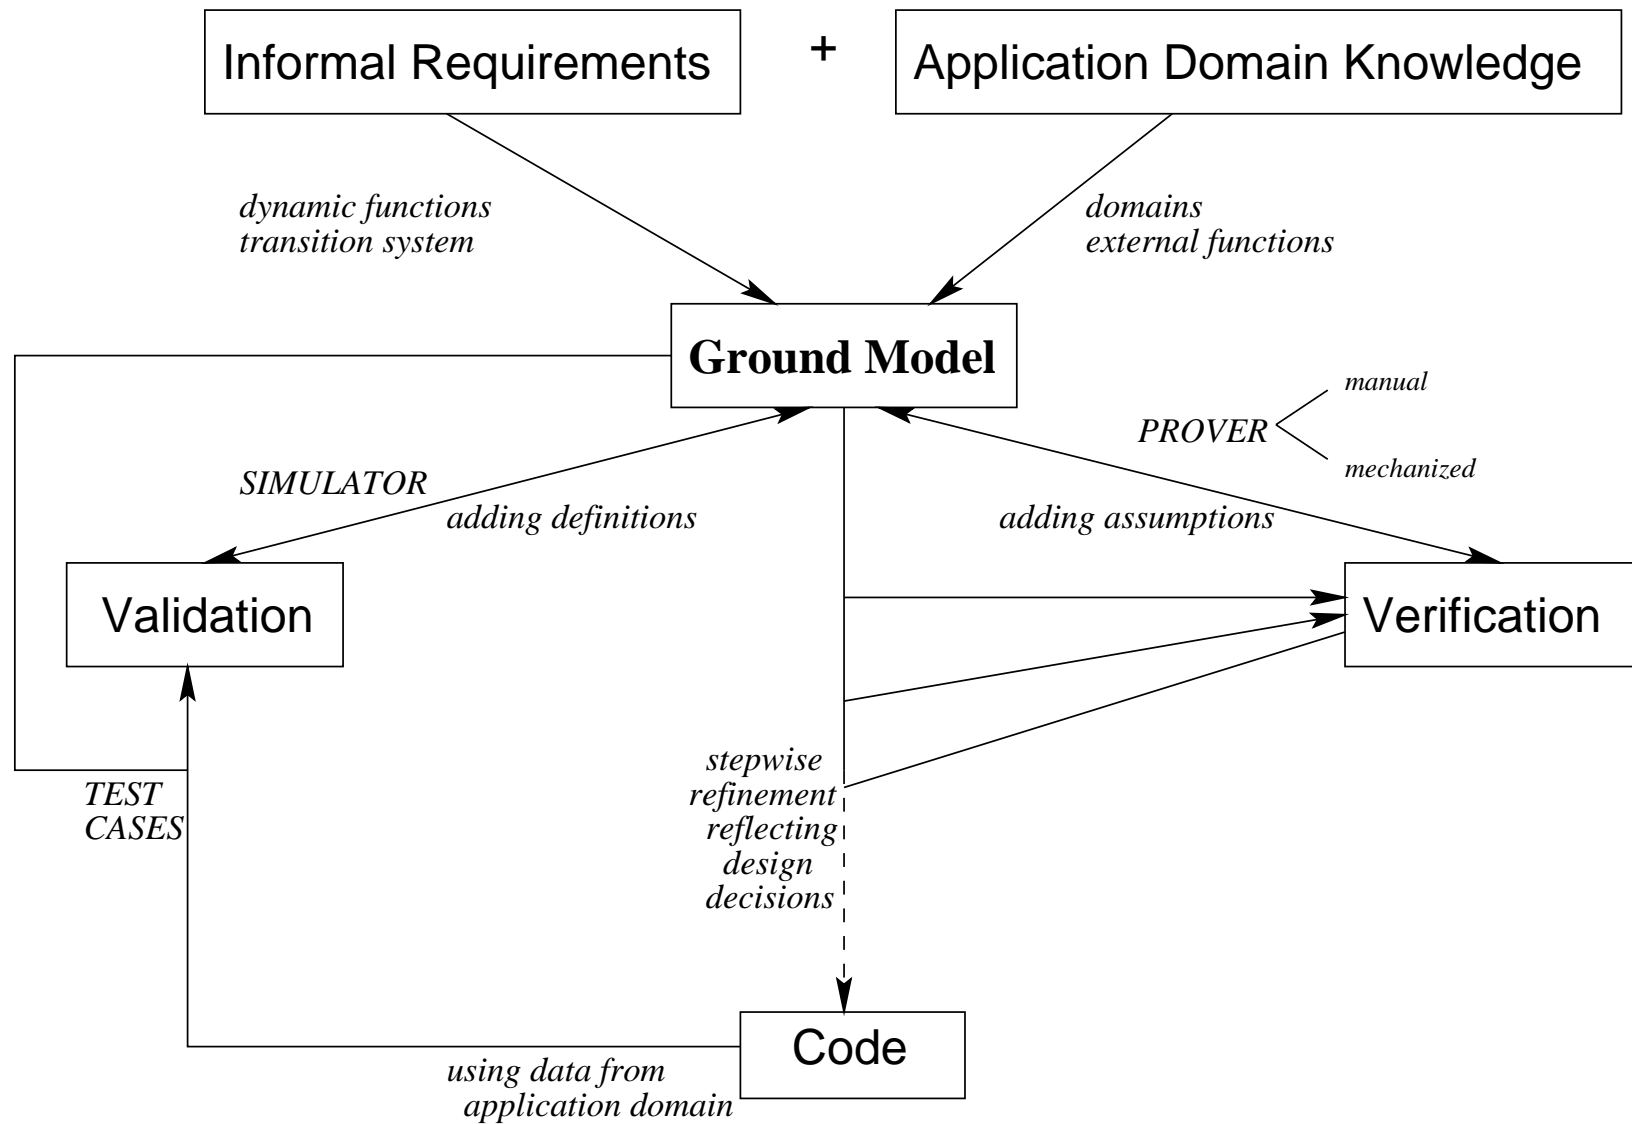 Informal Requirements
+
Application Domain Knowledge
dynamic functions
transition system
domains
external functions
Ground Model
manual
PROVER
mechanized
SIMULATOR
adding definitions
adding assumptions
Validation
Verification
stepwise
refinement
reflecting
design
decisions
TEST
CASES
Code
using data from
application domain